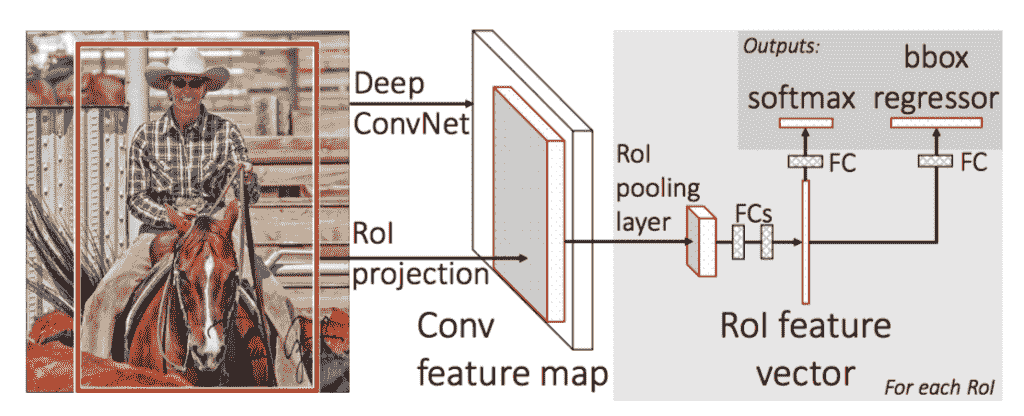 Deep
ConvNet
RoI
projection
Conv
feature map
RoI
pooling
layer
FCs
RoI feature
vector
For each RoI
Outputs:
softmax
bbox
regressor
FC
FC